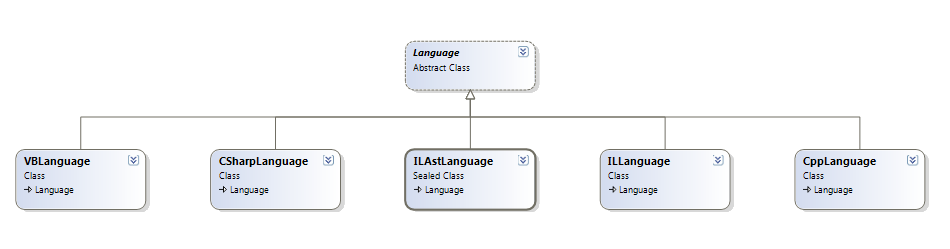 Language
Abstract Class
VBLanguage
Class
Language
CSharpLanguage
Class
Language
ILAstLanguage
Sealed Class
Language
ILLanguage
Class
Language
CppLanguage
Class
Language